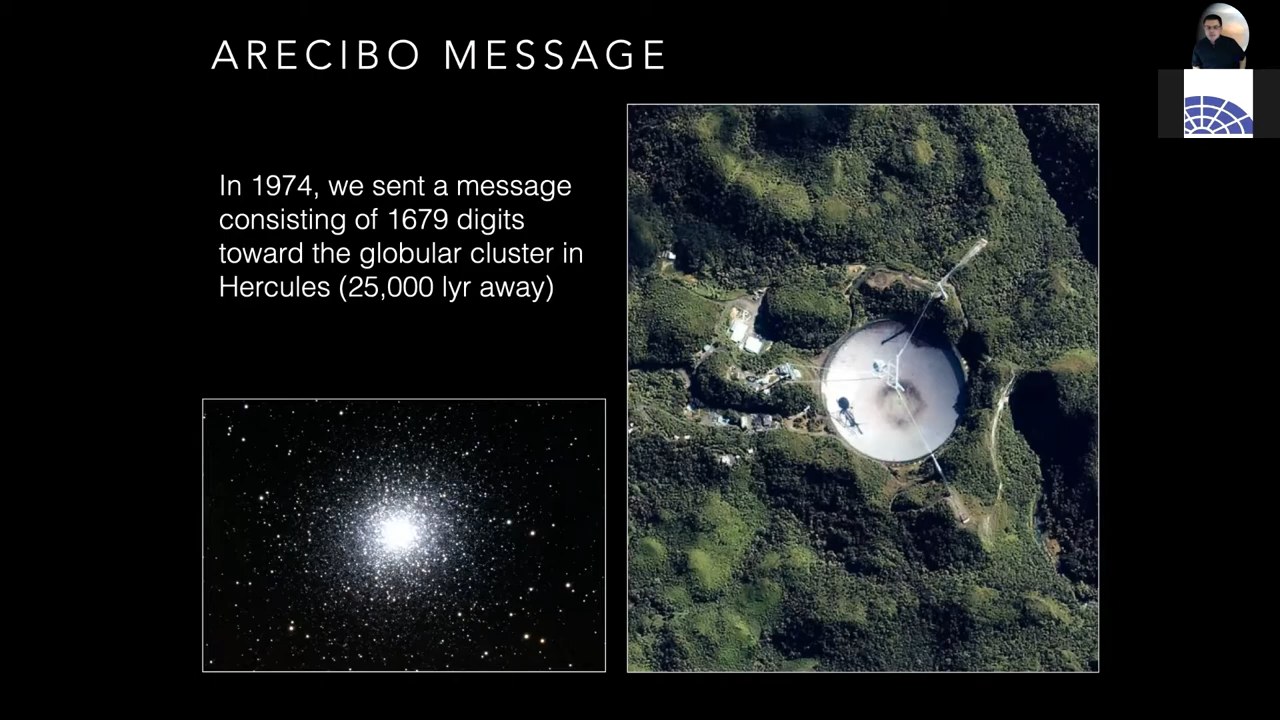 ARECIBO MESSAGE
In 1974, we sent a message
consisting of 1679 digits
toward the globular cluster in
Hercules (25,000 lyr away)